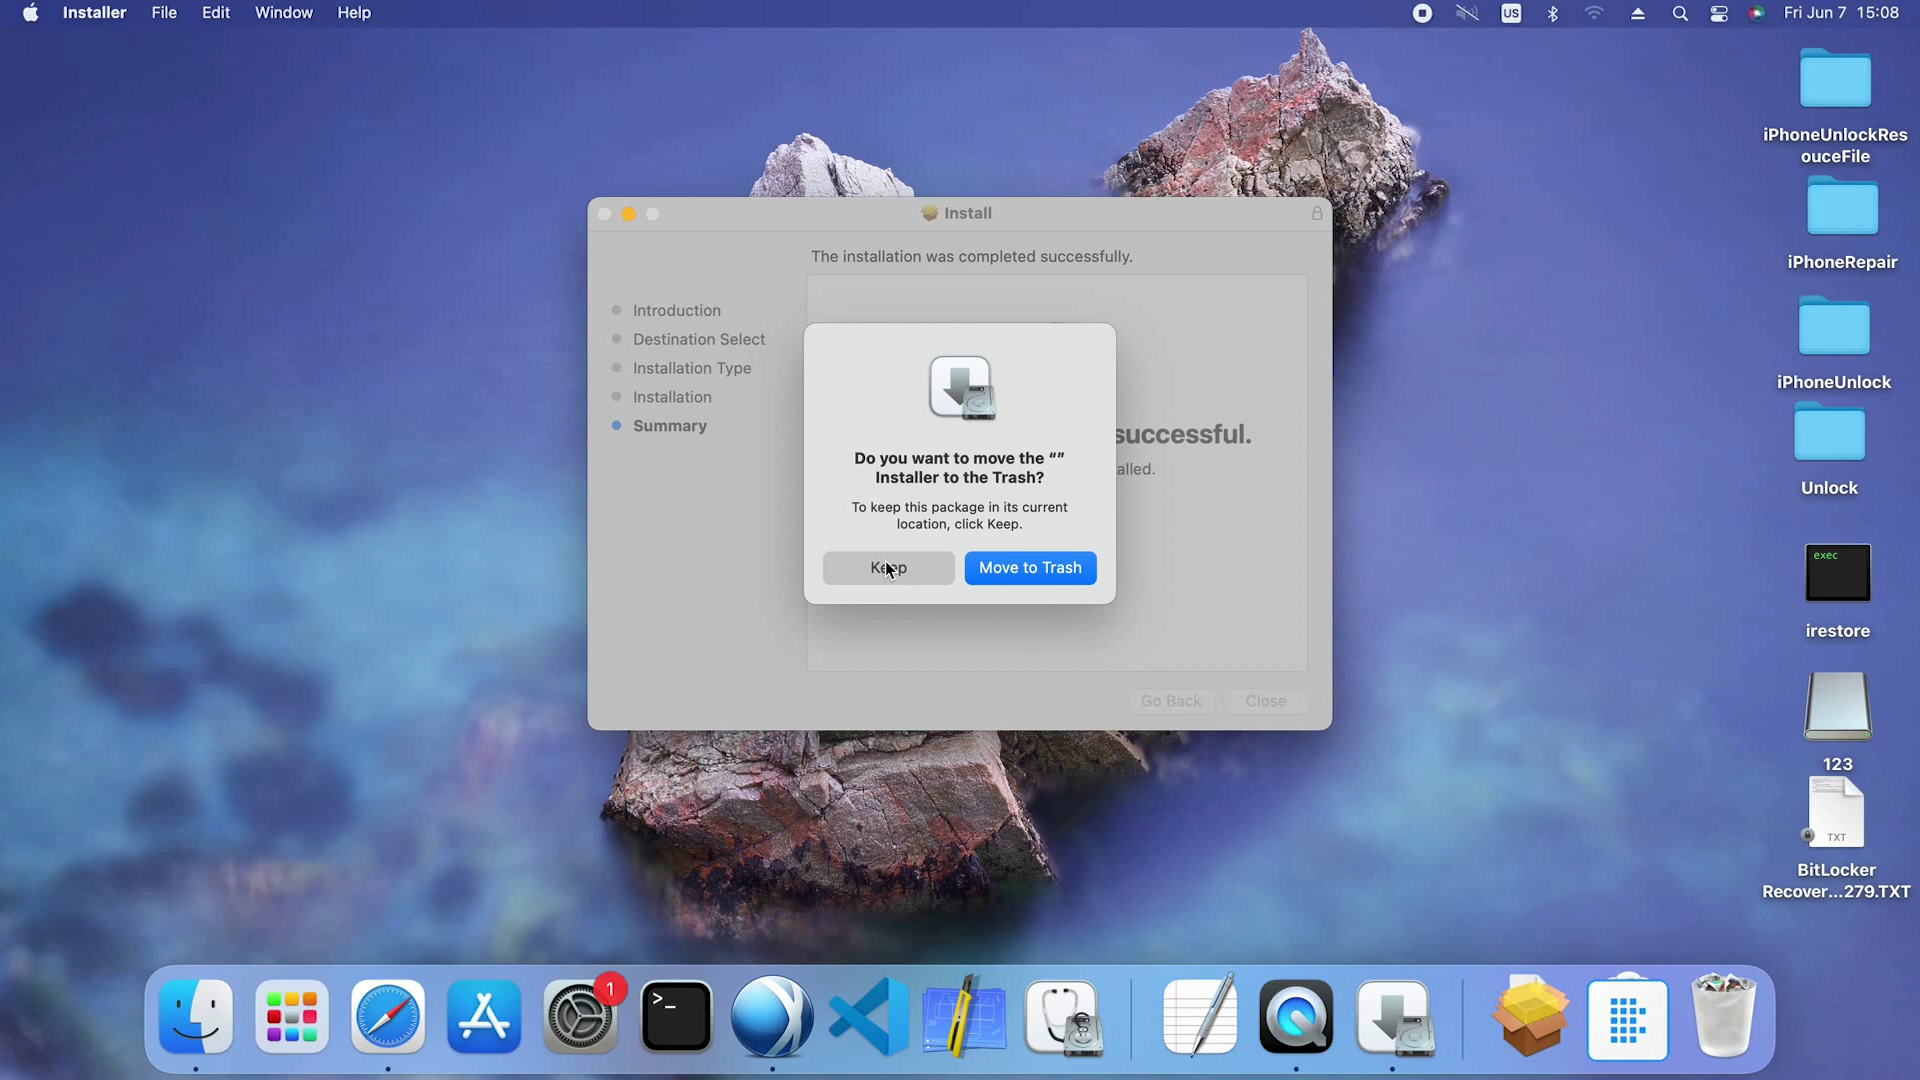 Installer File Edit Window Help
US Fri Jun 7 15:08
iPhoneUnlockRes
ouceFile
iPhoneRepair
iPhoneUnlock
Unlock
exec
irestore
123
TXT
BitLocker
Recover...279.TXT
Install
The installation was completed successfully.
Introduction
Destination Select
Installation Type
Installation
Summary
successful.
alled.
Do you want to move the “”
Installer to the Trash?
To keep this package in its current
location, click Keep.
Keep
Move to Trash
Go Back
Close
1
>_